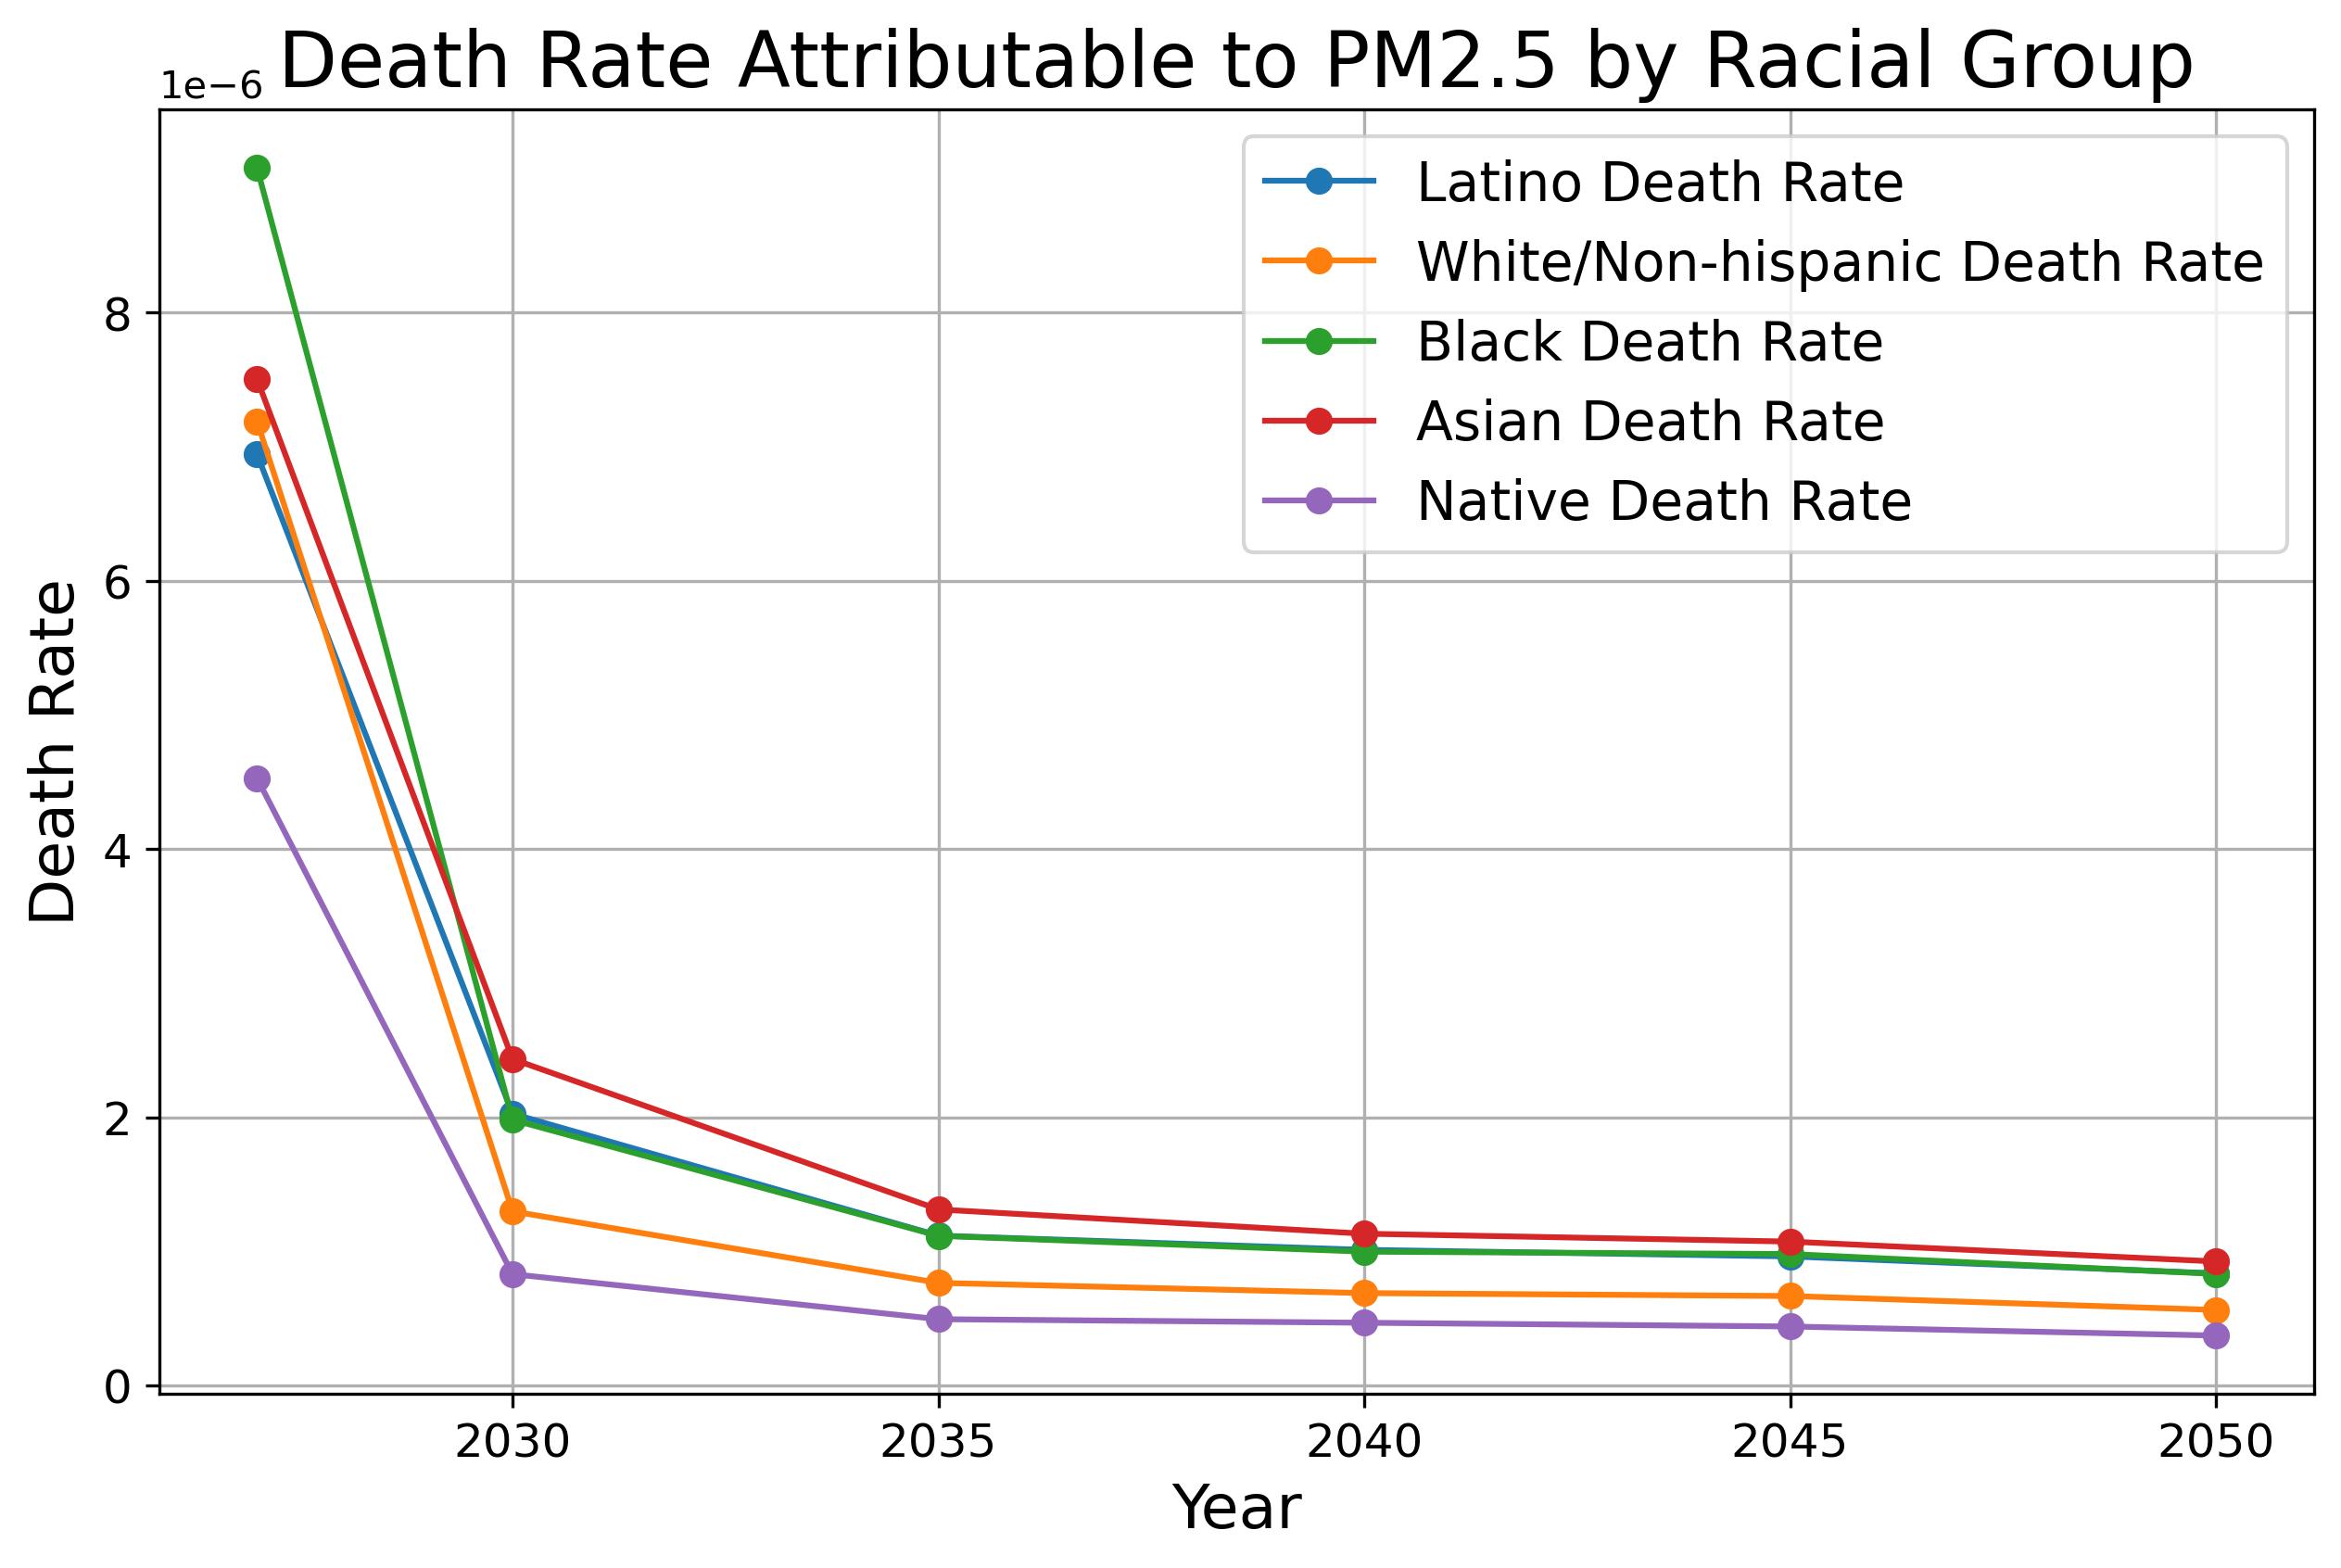 Death Rate Attributable to PM2.5 by Racial Group
1e−6
Latino Death Rate
White/Non-hispanic Death Rate
Black Death Rate
Asian Death Rate
Native Death Rate
8
6
4
2
0
Death Rate
2030 2035 2040 2045 2050
Year